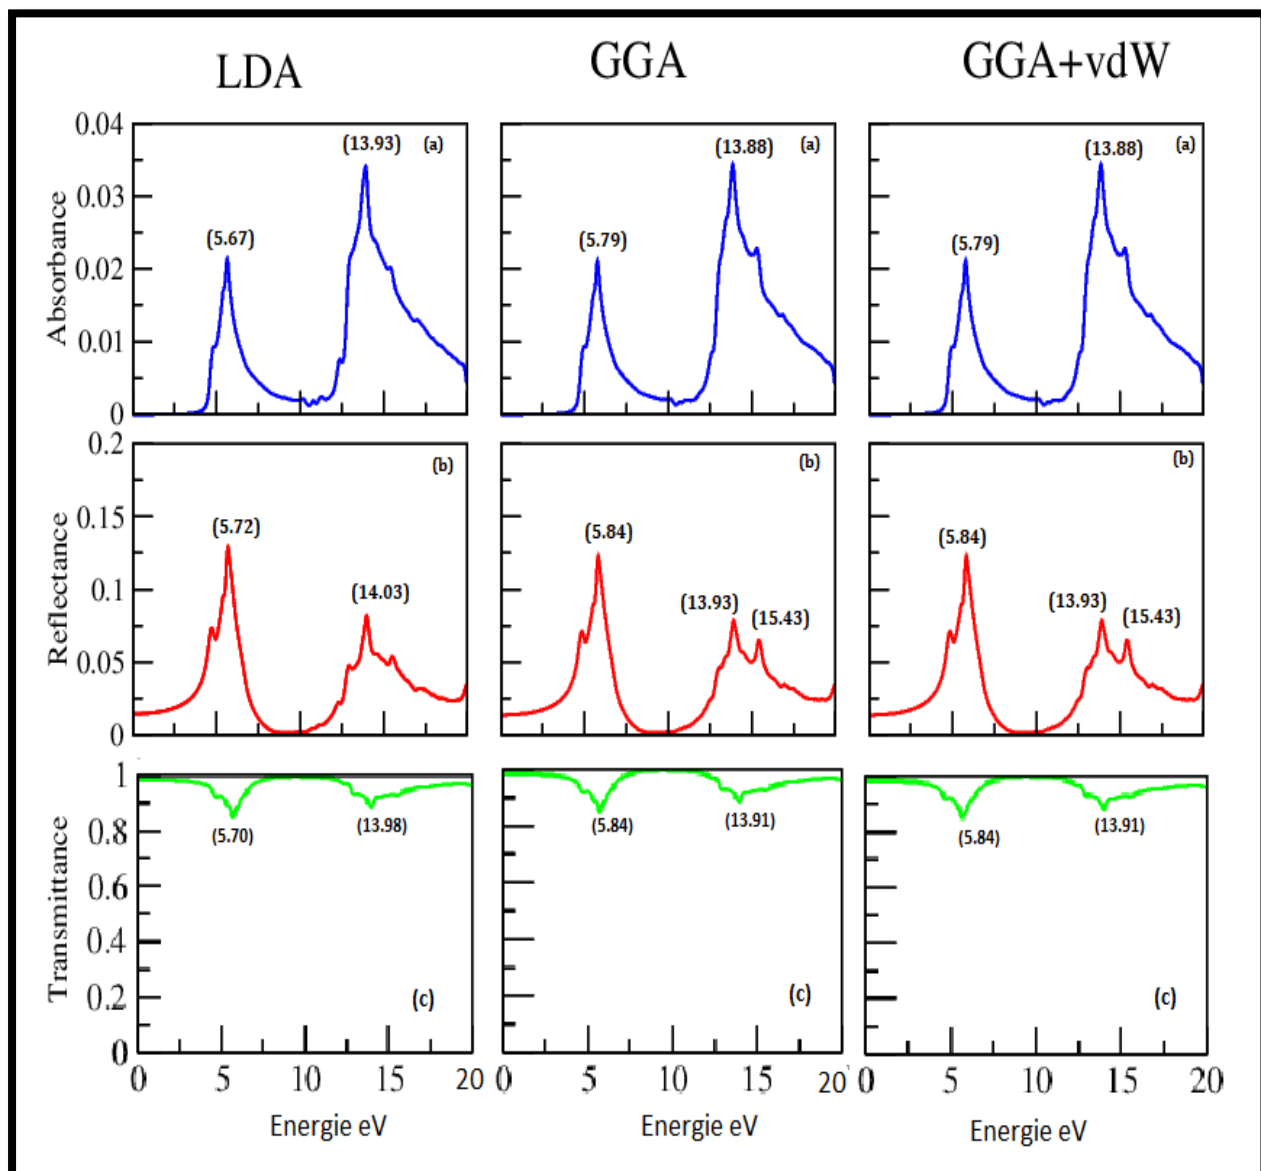 LDA GGA GGA+vdW
0.04 (13.93) (a) (13.88) (a) (13.88) (a)
0.03
(5.67) (5.79) (5.79)
0.02
0.01
0
Absorbance
0.2 (b) (b) (b)
0.15
(5.72) (5.84) (5.84)
0.1 (14.03) (13.93) (15.43) (13.93) (15.43)
0.05
0
Reflectance
1
0.8 (5.70) (13.98) (5.84) (13.91) (5.84) (13.91)
0.6
0.4
0.2 (c) (c) (c)
0
Transmittance
0 5 10 15 20 0 5 10 15 20 0 5 10 15 20
Energie eV Energie eV Energie eV